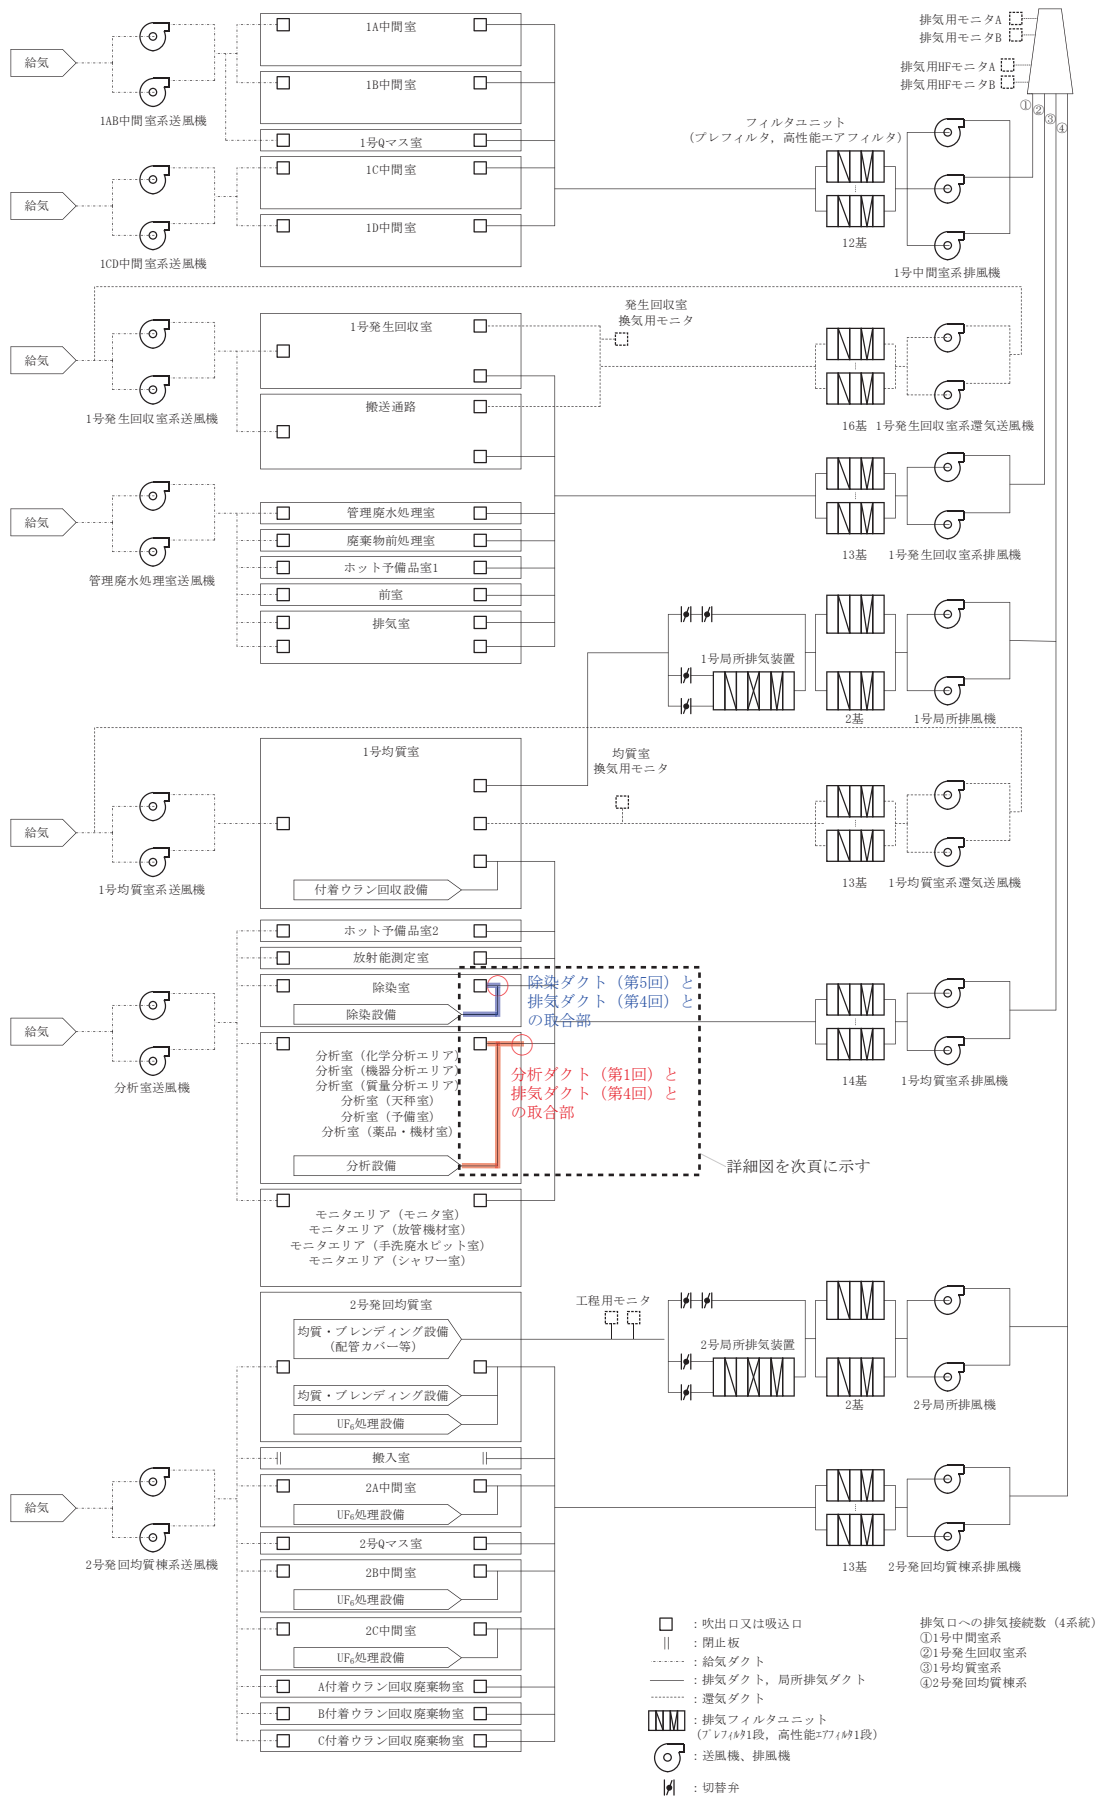 排気用モニタA
排気用モニタB
排気用HFモニタA
排気用HFモニタB
①
②
③
④
給気
1AB中間室系送風機
1A中間室
1B中間室
1号Qマス室
フィルタユニット
(プレフィルタ，高性能エアフィルタ)
12基
1号中間室系排風機
給気
1CD中間室系送風機
1C中間室
1D中間室
給気
1号発生回収室系送風機
1号発生回収室
搬送通路
発生回収室
換気用モニタ
16基
1号発生回収室系還気送風機
給気
管理廃水処理室送風機
管理廃水処理室
廃棄物前処理室
ホット予備品室1
前室
排気室
13基
1号発生回収室系排風機
1号局所排気装置
2基
1号局所排風機
給気
1号均質室系送風機
1号均質室
付着ウラン回収設備
均質室
換気用モニタ
13基
1号均質室系還気送風機
ホット予備品室2
放射能測定室
除染室
除染設備
除染ダクト（第5回）と
排気ダクト（第4回）と
の取合部
給気
分析室送風機
分析室（化学分析エリア）
分析室（機器分析エリア）
分析室（質量分析エリア）
分析室（天秤室）
分析室（予備室）
分析室（薬品・機材室）
分析設備
分析ダクト（第1回）と
排気ダクト（第4回）と
の取合部
詳細図を次頁に示す
14基
1号均質室系排風機
モニタエリア（モニタ室）
モニタエリア（放管機材室）
モニタエリア（手洗廃水ピット室）
モニタエリア（シャワー室）
2号発回均質室
均質・ブレンディング設備
（配管カバー等）
均質・ブレンディング設備
UF₆処理設備
工程用モニタ
2号局所排気装置
2基
2号局所排風機
給気
2号発回均質棟系送風機
搬入室
2A中間室
UF₆処理設備
2号Qマス室
2B中間室
UF₆処理設備
2C中間室
UF₆処理設備
A付着ウラン回収廃棄物室
B付着ウラン回収廃棄物室
C付着ウラン回収廃棄物室
13基
2号発回均質棟系排風機
：吹出口又は吸込口
：閉止板
：給気ダクト
：排気ダクト，局所排気ダクト
：還気ダクト
：排気フィルタユニット
(プレフィルタ1段，高性能エアフィルタ1段)
：送風機、排風機
：切替弁
排気口への排気接続数（4系統）
①1号中間室系
②1号発生回収室系
③1号均質室系
④2号発回均質棟系